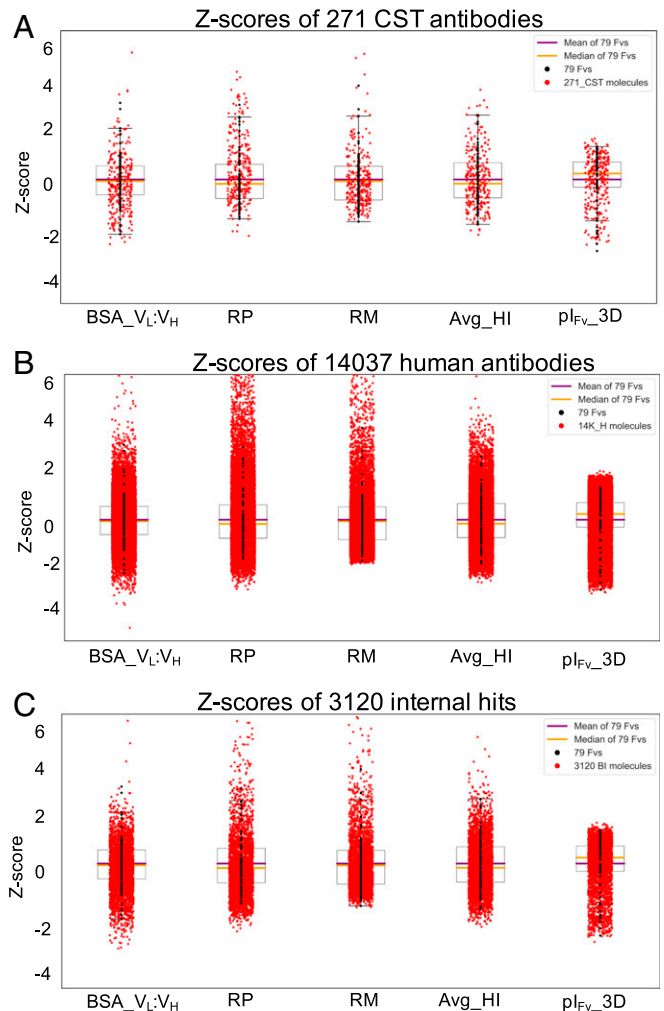 A
Z-scores of 271 CST antibodies
Mean of 79 Fvs
Median of 79 Fvs
79 Fvs
271_CST molecules
Z-score
6
4
2
0
-2
-4
BSA_VL:VH RP RM Avg_HI pIFv_3D
B
Z-scores of 14037 human antibodies
Mean of 79 Fvs
Median of 79 Fvs
79 Fvs
14K_H molecules
Z-score
6
4
2
0
-2
-4
BSA_VL:VH RP RM Avg_HI pIFv_3D
C
Z-scores of 3120 internal hits
Mean of 79 Fvs
Median of 79 Fvs
79 Fvs
3120 BI molecules
Z-score
6
4
2
0
-2
-4
BSA_VL:VH RP RM Avg_HI pIFv_3D